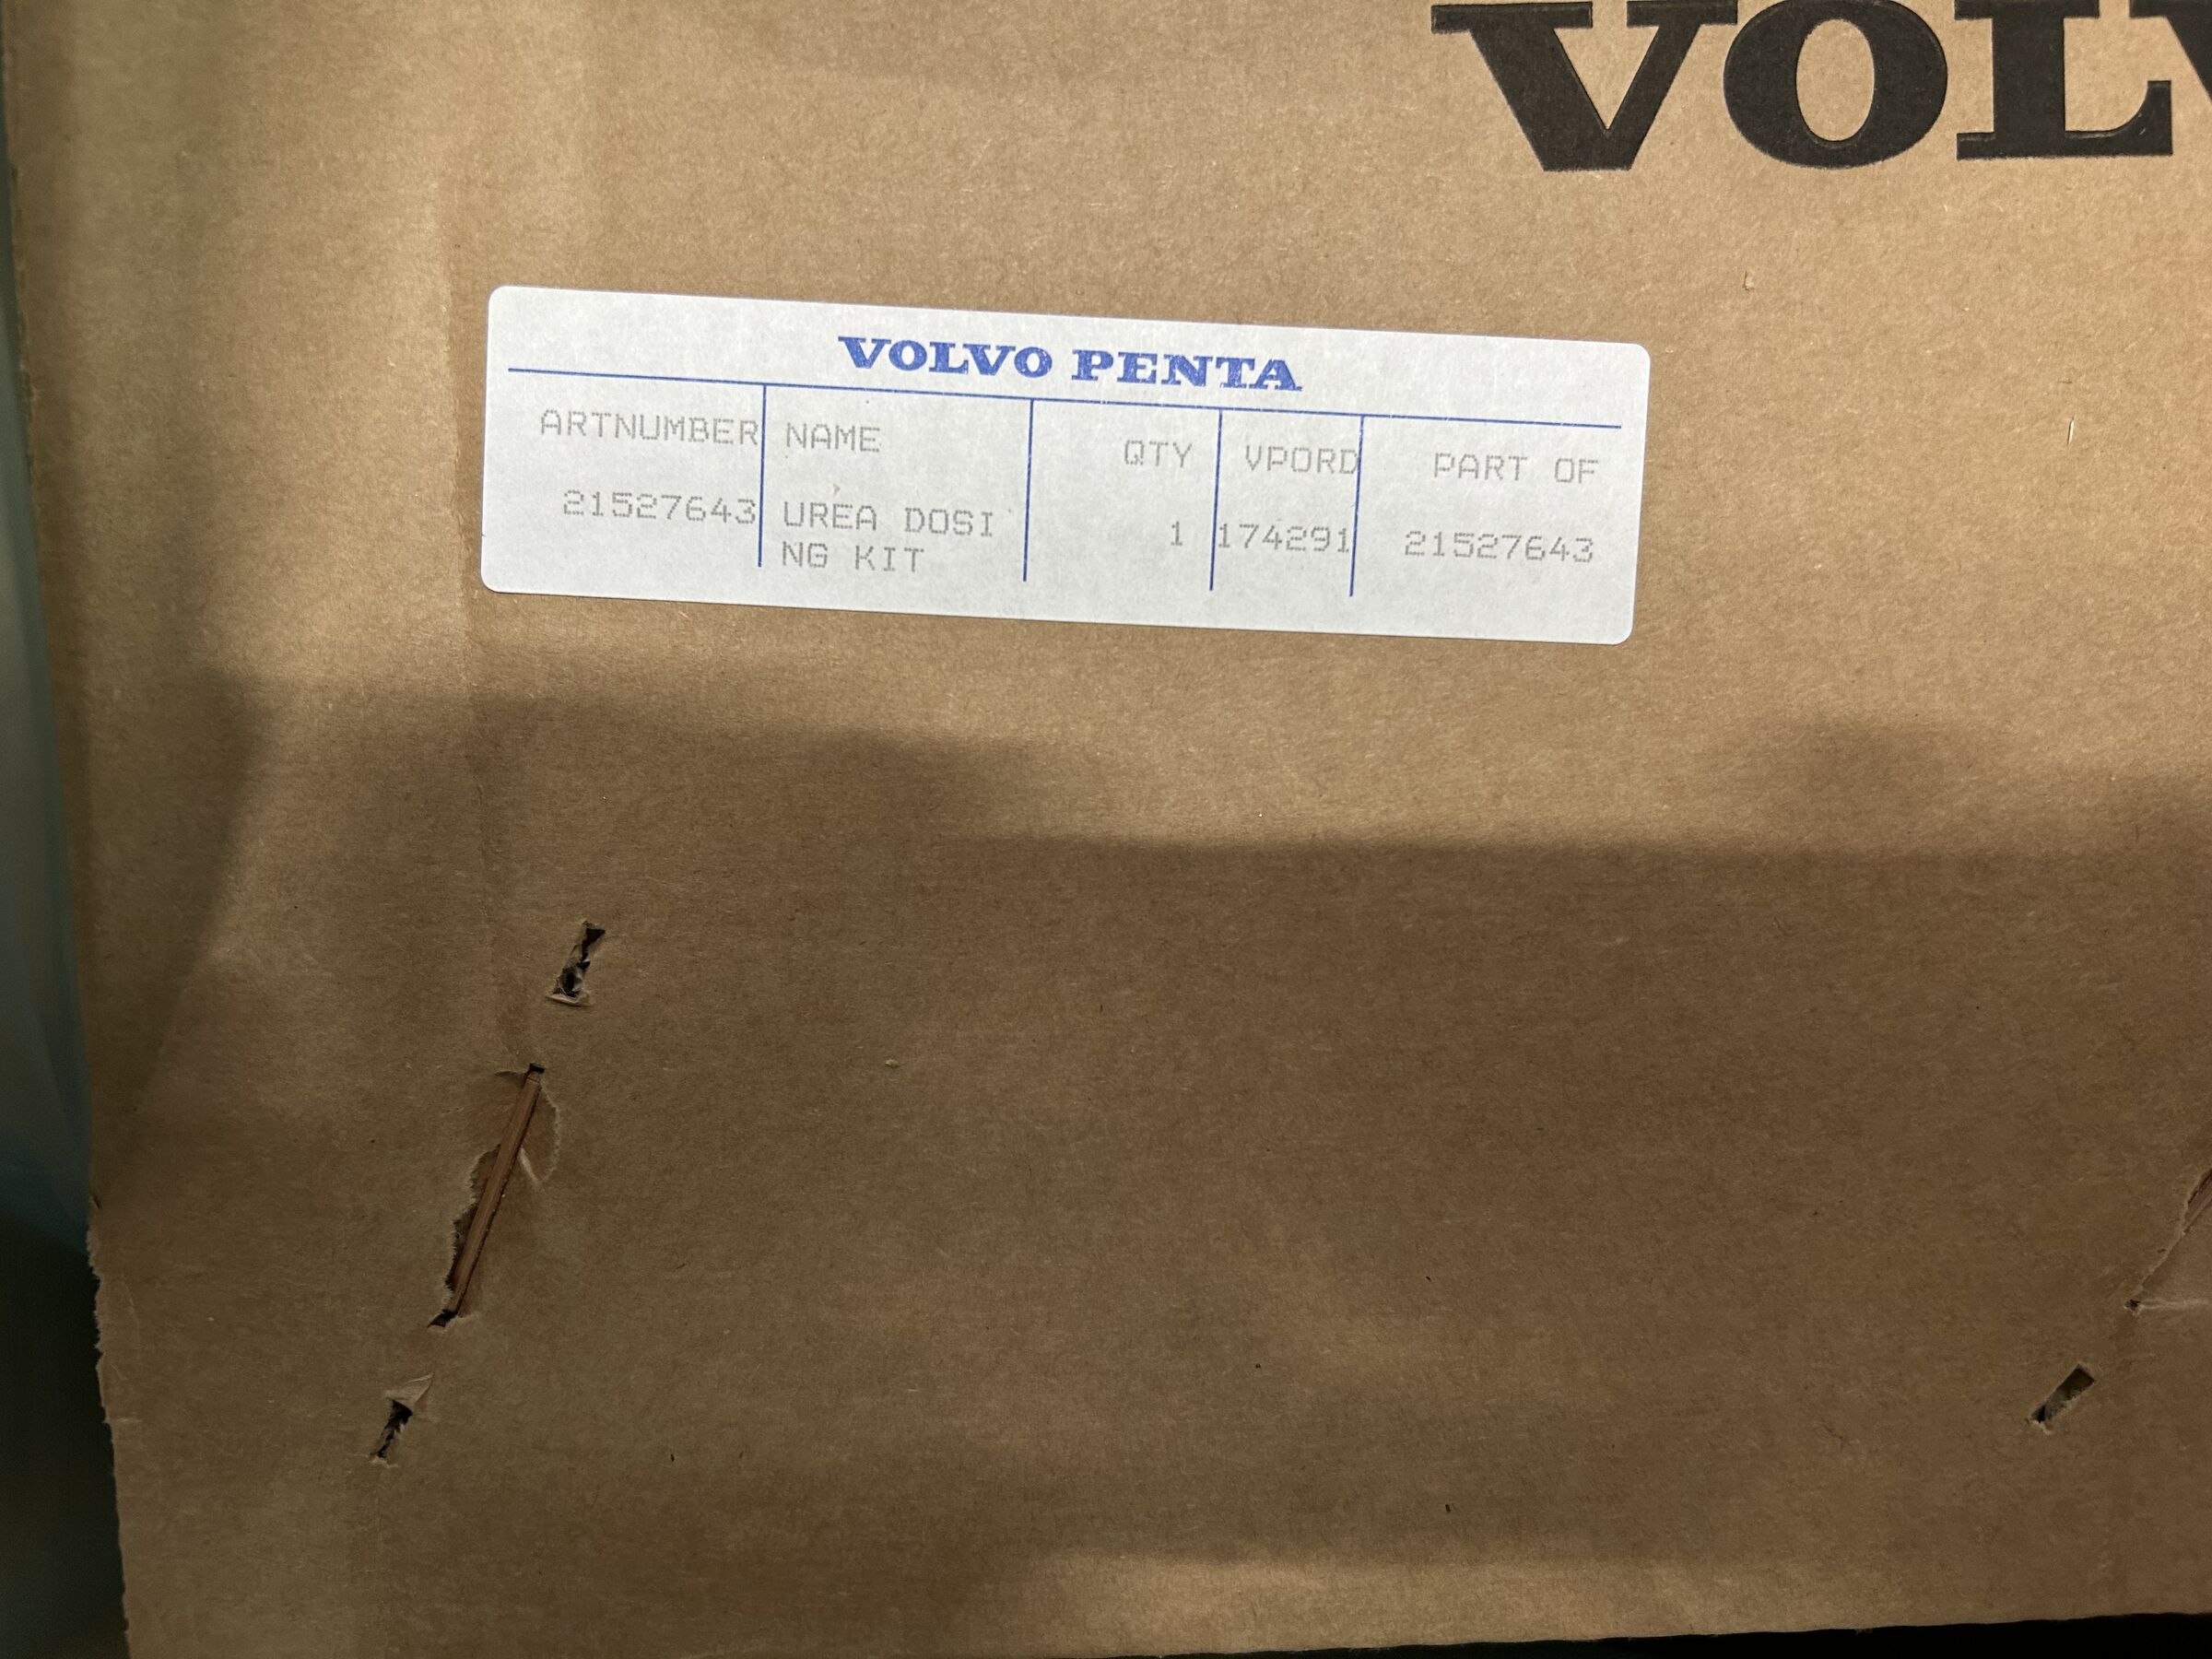 VOLV
VOLVO PENTA
ARTNUMBER NAME QTY VPORD PART OF
21527643 UREA DOSI 1 174291 21527643
NG KIT